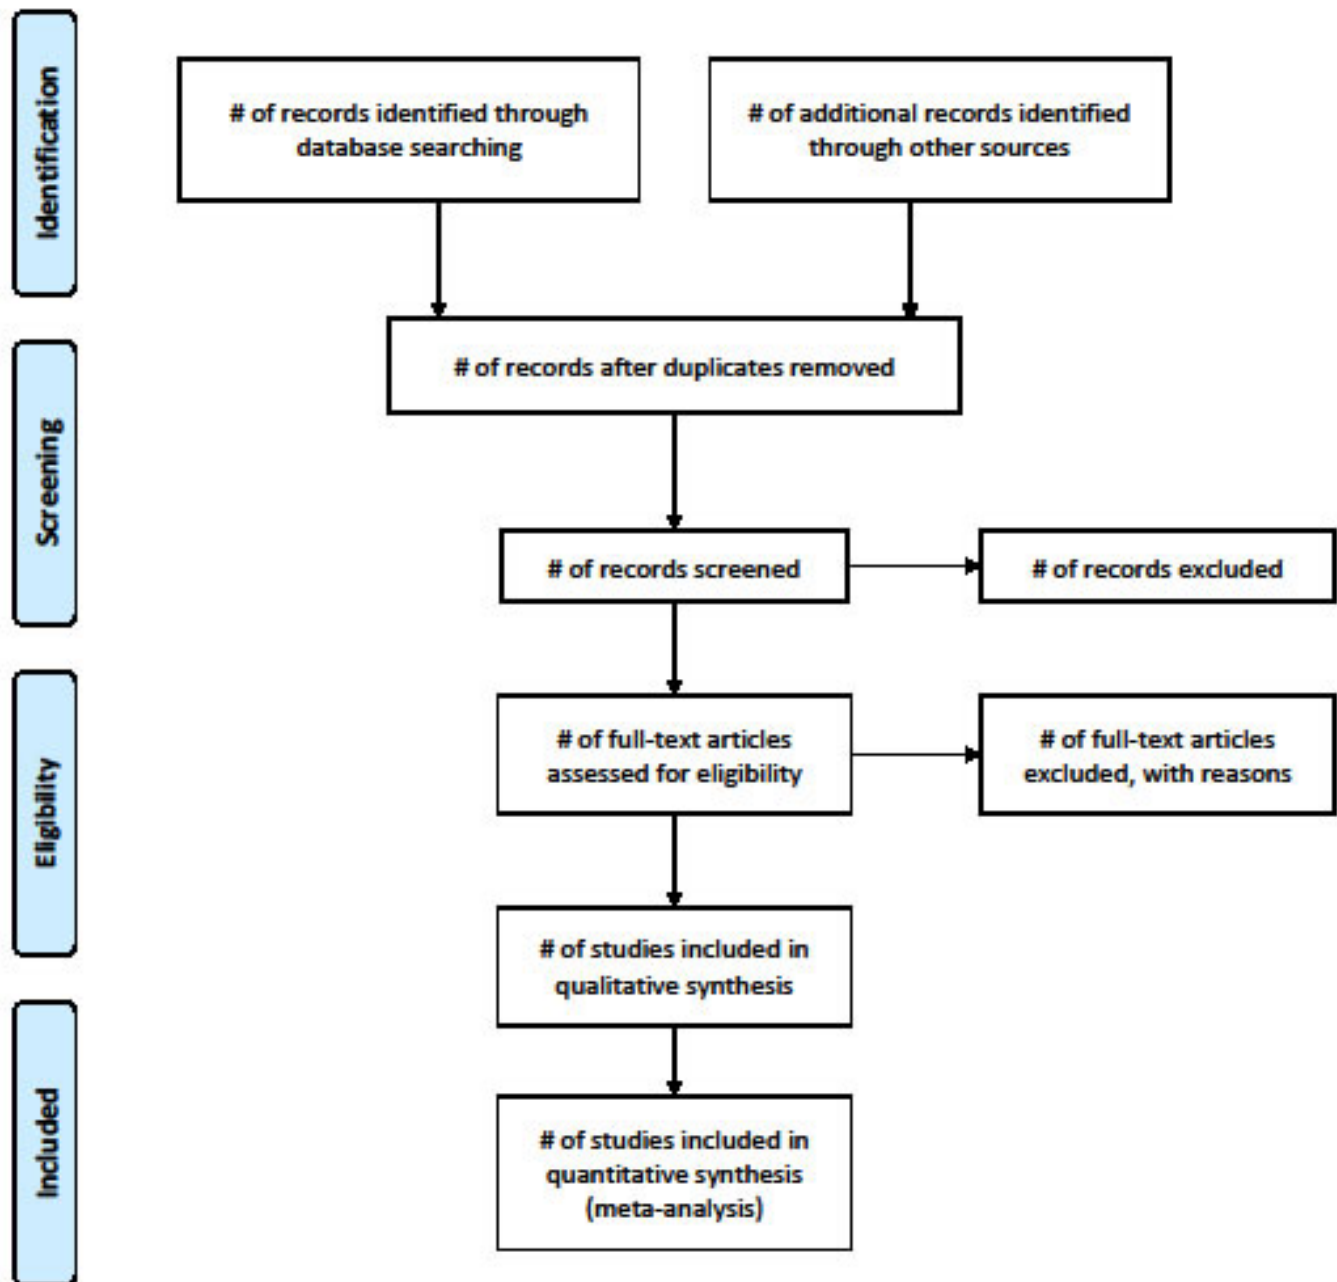 Identification
# of records identified through
database searching
# of additional records identified
through other sources
Screening
# of records after duplicates removed
# of records screened
# of records excluded
Eligibility
# of full-text articles
assessed for eligibility
# of full-text articles
excluded, with reasons
# of studies included in
qualitative synthesis
Included
# of studies included in
quantitative synthesis
(meta-analysis)